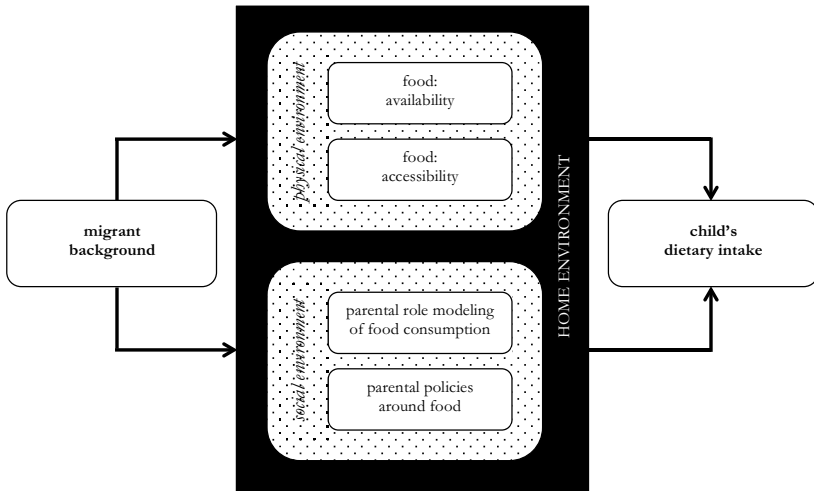 physical environment
food:
availability
food:
accessibility
HOME ENVIRONMENT
migrant
background
child's
dietary intake
social environment
parental role modeling
of food consumption
parental policies
around food